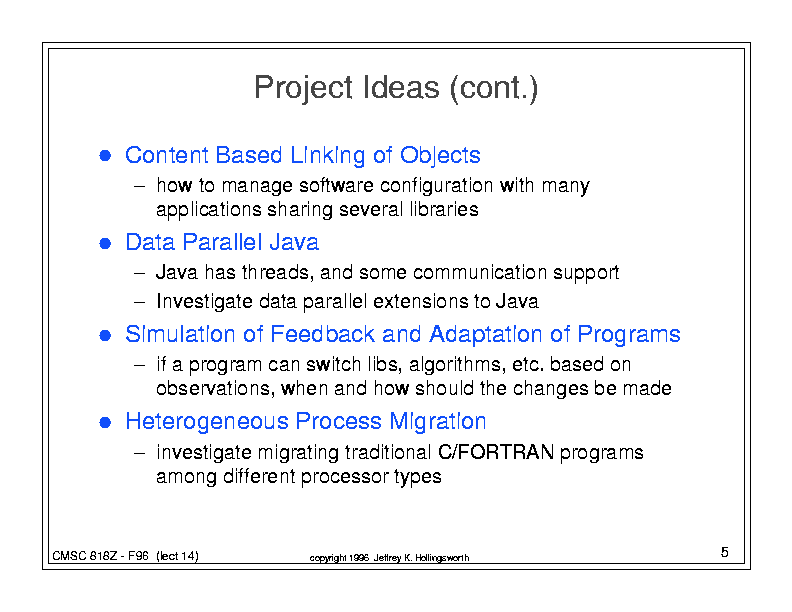 Project Ideas (cont.)
● Content Based Linking of Objects
– how to manage software configuration with many
applications sharing several libraries
● Data Parallel Java
– Java has threads, and some communication support
– Investigate data parallel extensions to Java
● Simulation of Feedback and Adaptation of Programs
– if a program can switch libs, algorithms, etc. based on
observations, when and how should the changes be made
● Heterogeneous Process Migration
– investigate migrating traditional C/FORTRAN programs
among different processor types
CMSC 818Z - F96 (lect 14)
copyright 1996 Jeffrey K. Hollingsworth
5